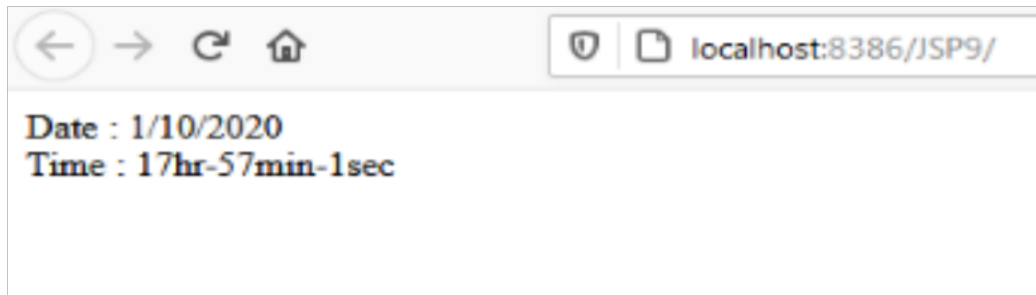 localhost:8386/JSP9/
Date : 1/10/2020
Time : 17hr-57min-1sec